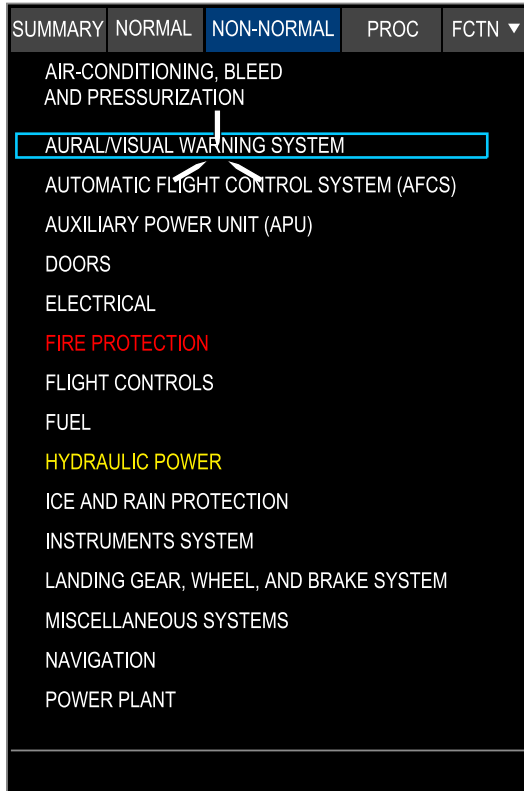 SUMMARY NORMAL NON-NORMAL PROC FCTN ▼
AIR-CONDITIONING, BLEED
AND PRESSURIZATION
AURAL/VISUAL WARNING SYSTEM
AUTOMATIC FLIGHT CONTROL SYSTEM (AFCS)
AUXILIARY POWER UNIT (APU)
DOORS
ELECTRICAL
FIRE PROTECTION
FLIGHT CONTROLS
FUEL
HYDRAULIC POWER
ICE AND RAIN PROTECTION
INSTRUMENTS SYSTEM
LANDING GEAR, WHEEL, AND BRAKE SYSTEM
MISCELLANEOUS SYSTEMS
NAVIGATION
POWER PLANT